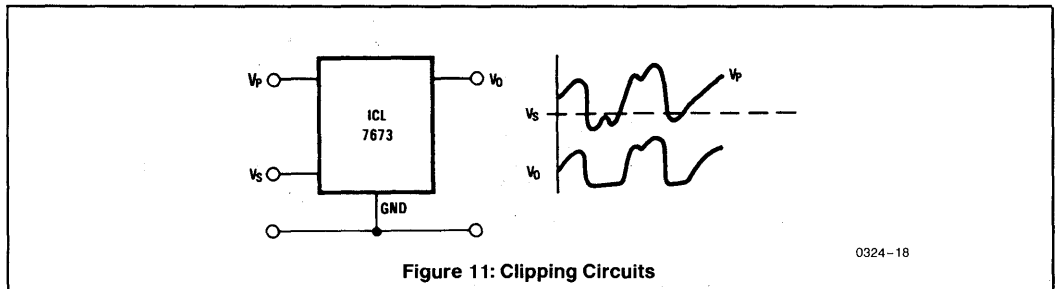 VP
VO
ICL
7673
VS
GND
VP
VS
VO
0324-18
Figure 11: Clipping Circuits